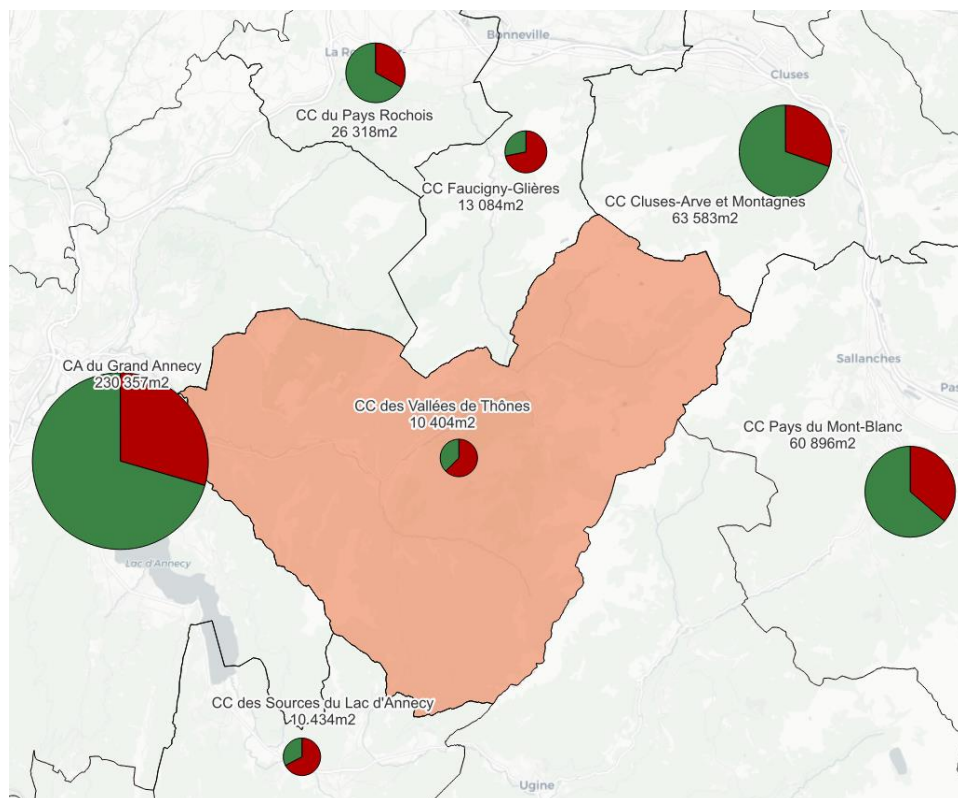 Bonneville
CC du Pays Rochois
26 318m2
Cluses
CC Faucigny-Glières
13 084m2
CC Cluses-Arve et Montagnes
63 583m2
CA du Grand Annecy
230 357m2
Sallanches
CC des Vallées de Thônes
10 404m2
CC Pays du Mont-Blanc
60 896m2
Lac d'Annecy
CC des Sources du Lac d'Annecy
10 434m2
Ugine